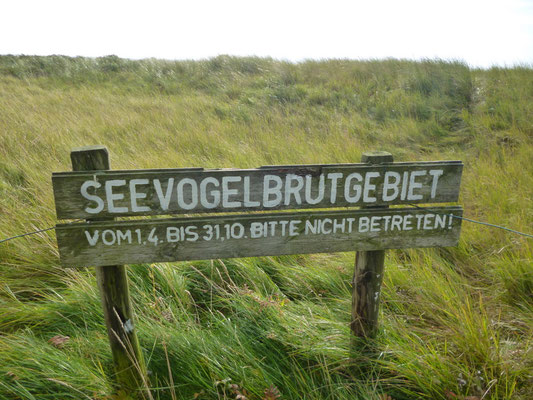 SEEVOGELBRUTGEBIET
VOM 1.4. BIS 31.10. BITTE NICHT BETRETEN!